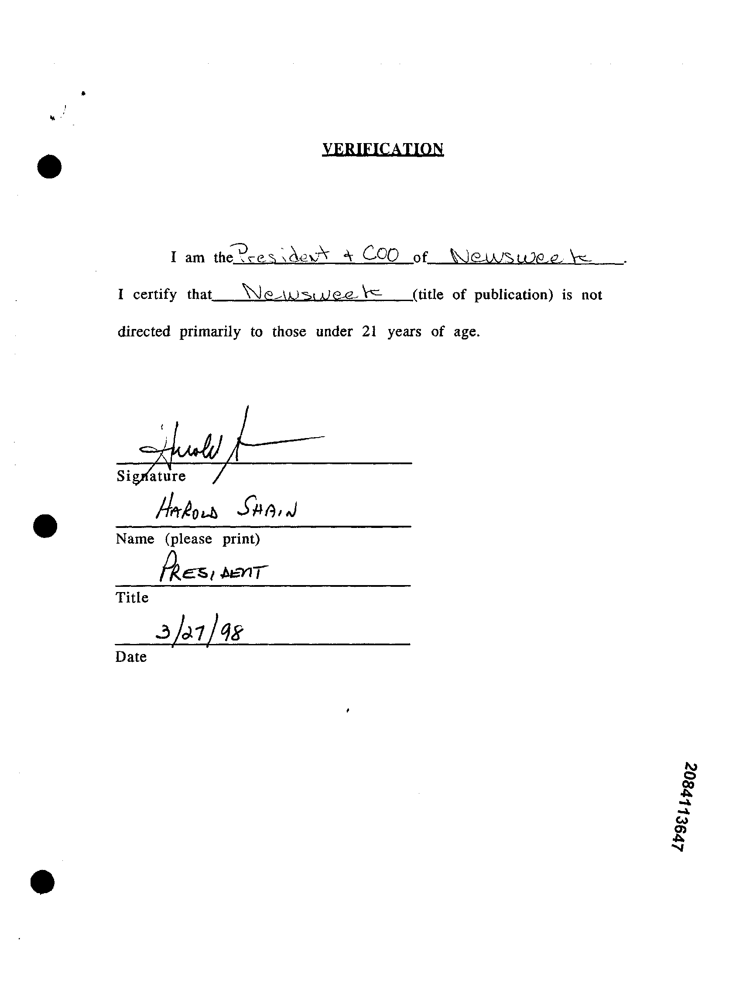 VERIFICATION
I am the President + COO of Newsweek.
I certify that Newsweek (title of publication) is not
directed primarily to those under 21 years of age.
Harold
Signature
HAROLD SHAIN
Name (please print)
PRESIDENT
Title
3/27/98
Date
2084113647